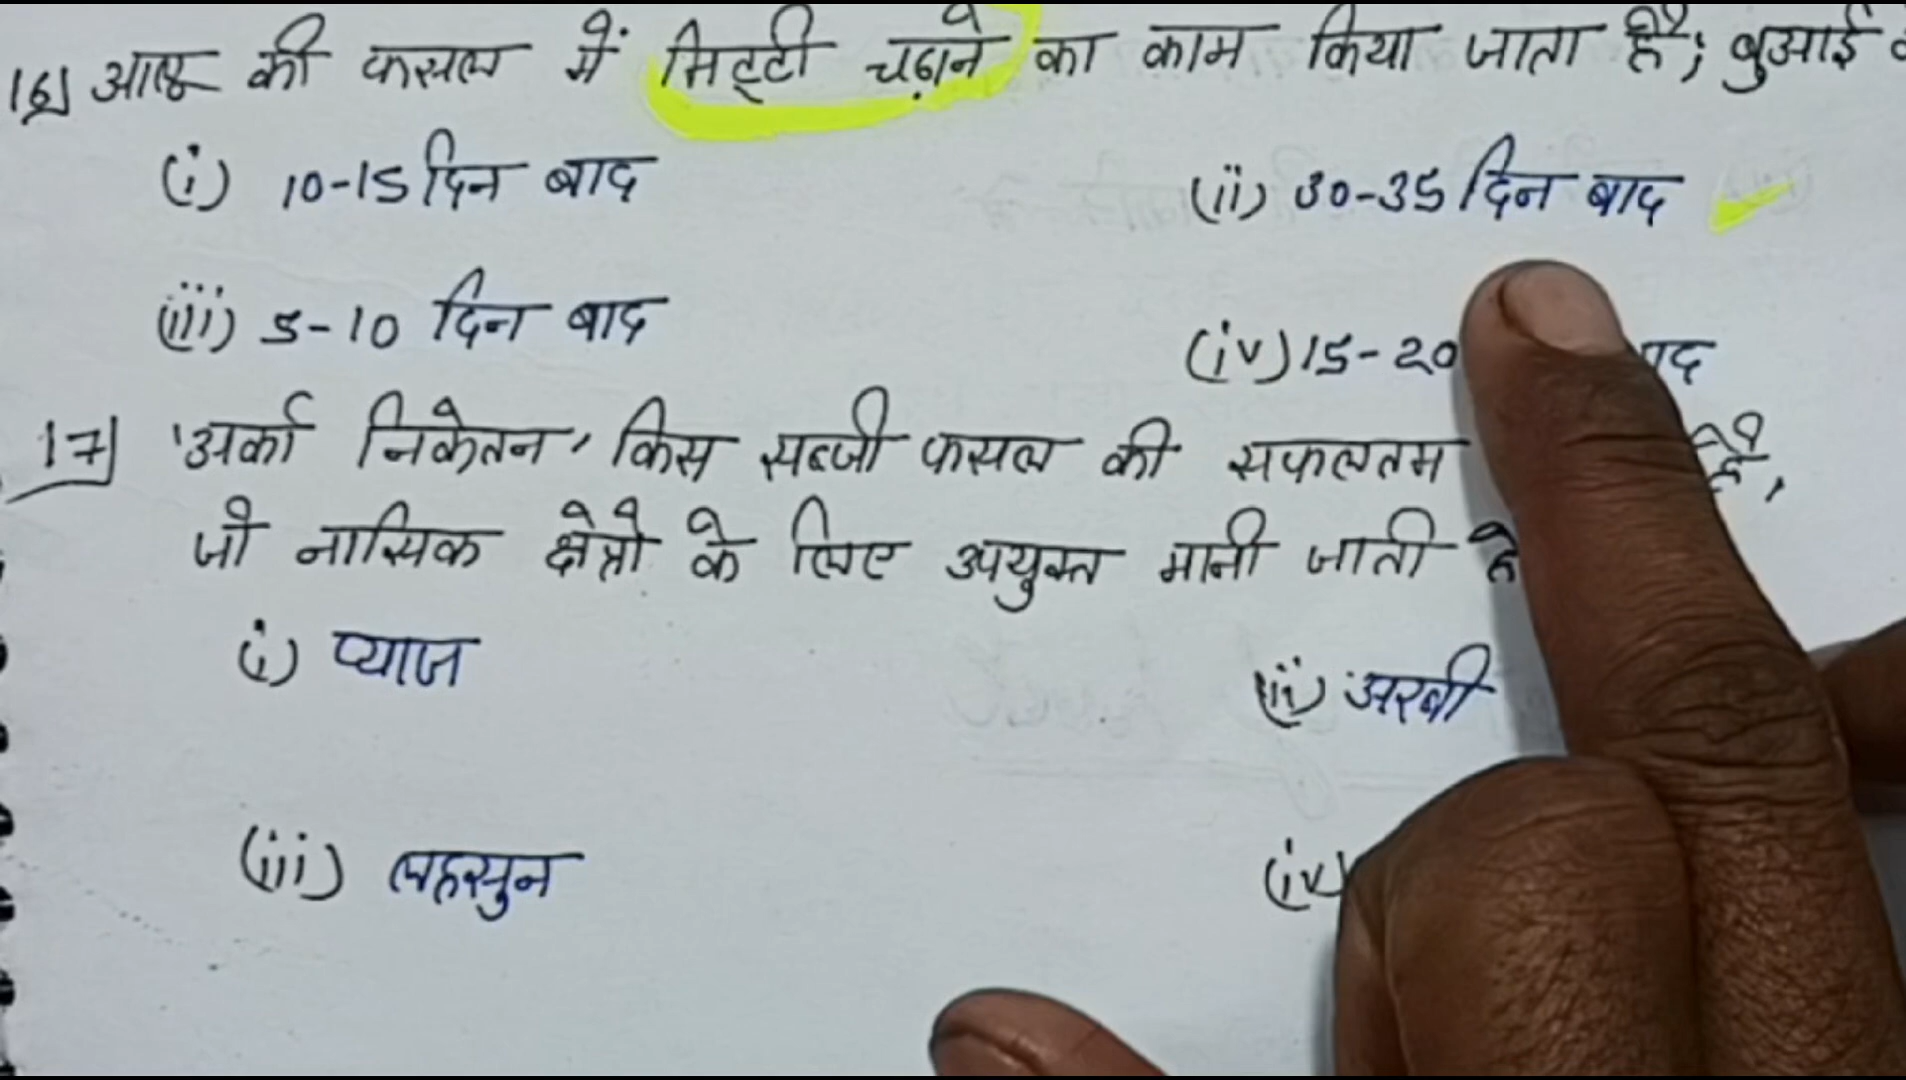 16] आलू की फसल में मिट्टी चढ़ाने का काम किया जाता है; बुआई
(i) 10-15 दिन बाद
(ii) 30-35 दिन बाद
(iii) 5-10 दिन बाद
(iv) 15-20
17] 'अर्का निकेतन' किस सब्जी फसल की सफलतम है,
जो नासिक क्षेत्रो के लिए उपयुक्त मानी जाती है
(i) प्याज
(ii) अरबी
(iii) लहसुन
(iv)